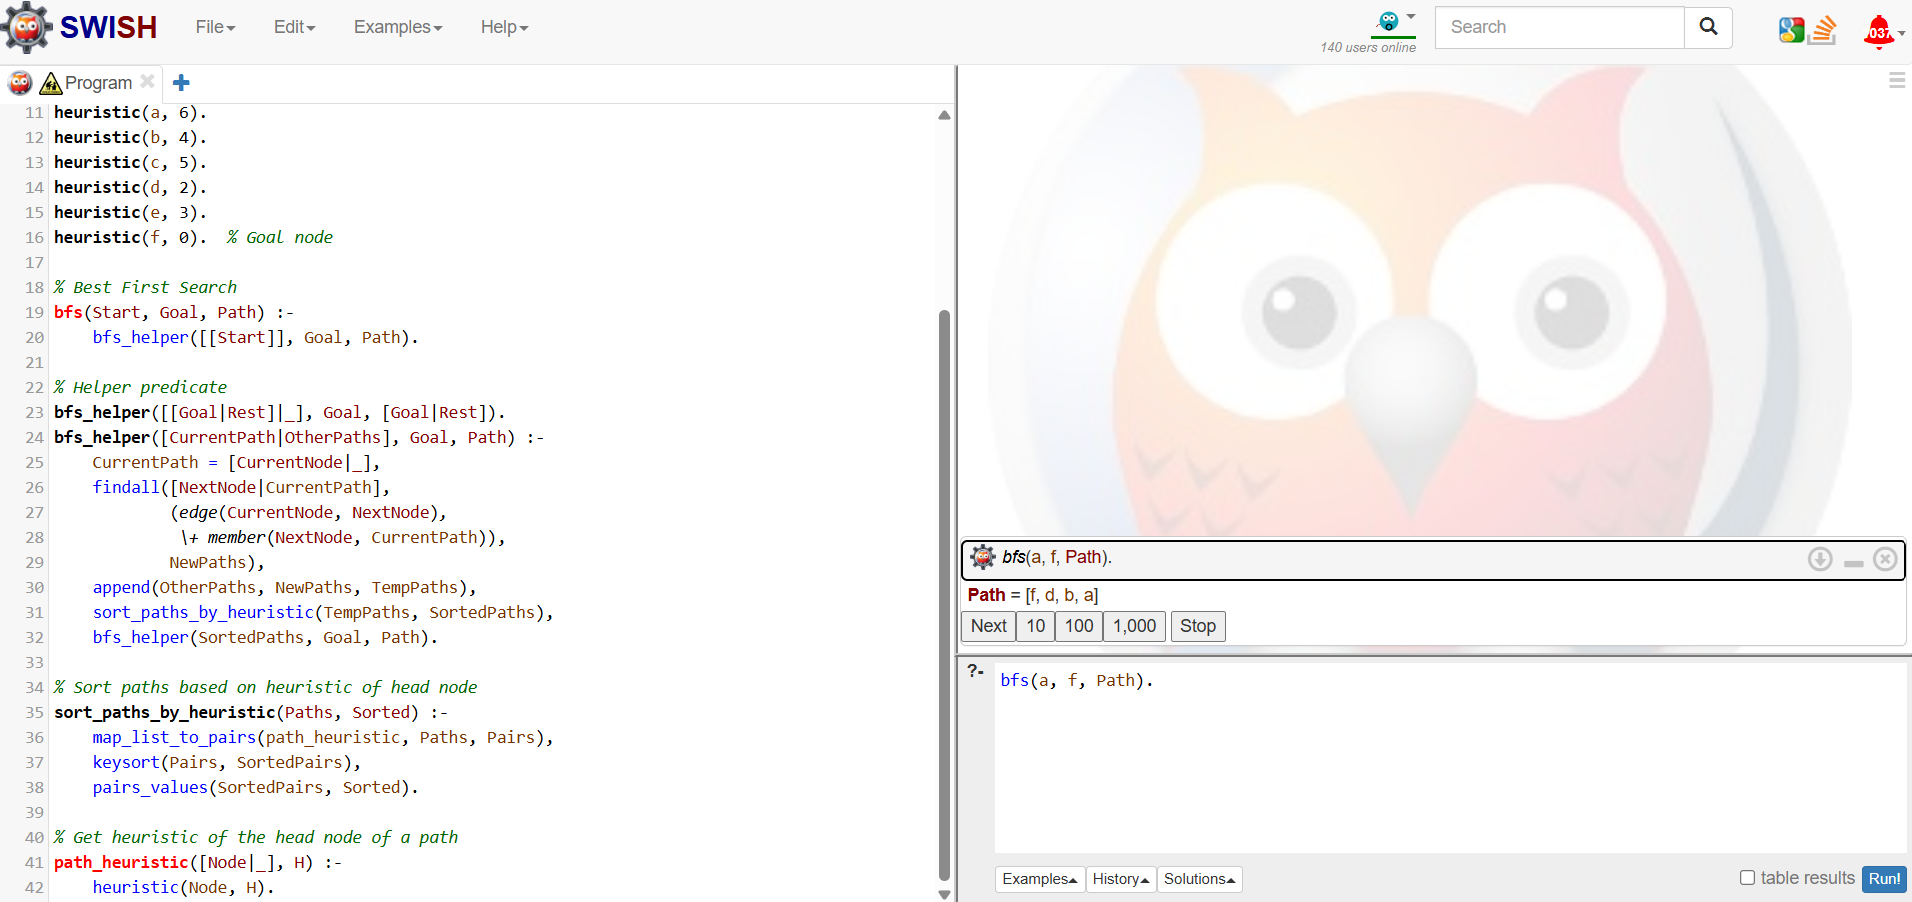 SWISH File Edit Examples Help
140 users online
Search
Program
11 heuristic(a, 6).
12 heuristic(b, 4).
13 heuristic(c, 5).
14 heuristic(d, 2).
15 heuristic(e, 3).
16 heuristic(f, 0).  % Goal node
17
18 % Best First Search
19 bfs(Start, Goal, Path) :-
20     bfs_helper([[Start]], Goal, Path).
21
22 % Helper predicate
23 bfs_helper([[Goal|Rest]|_], Goal, [Goal|Rest]).
24 bfs_helper([CurrentPath|OtherPaths], Goal, Path) :-
25     CurrentPath = [CurrentNode|_],
26     findall([NextNode|CurrentPath],
27             (edge(CurrentNode, NextNode),
28              \+ member(NextNode, CurrentPath)),
29             NewPaths),
30     append(OtherPaths, NewPaths, TempPaths),
31     sort_paths_by_heuristic(TempPaths, SortedPaths),
32     bfs_helper(SortedPaths, Goal, Path).
33
34 % Sort paths based on heuristic of head node
35 sort_paths_by_heuristic(Paths, Sorted) :-
36     map_list_to_pairs(path_heuristic, Paths, Pairs),
37     keysort(Pairs, SortedPairs),
38     pairs_values(SortedPairs, Sorted).
39
40 % Get heuristic of the head node of a path
41 path_heuristic([Node|_], H) :-
42     heuristic(Node, H).
bfs(a, f, Path).
Path = [f, d, b, a]
Next 10 100 1,000 Stop
?- bfs(a, f, Path).
Examples History Solutions table results Run!